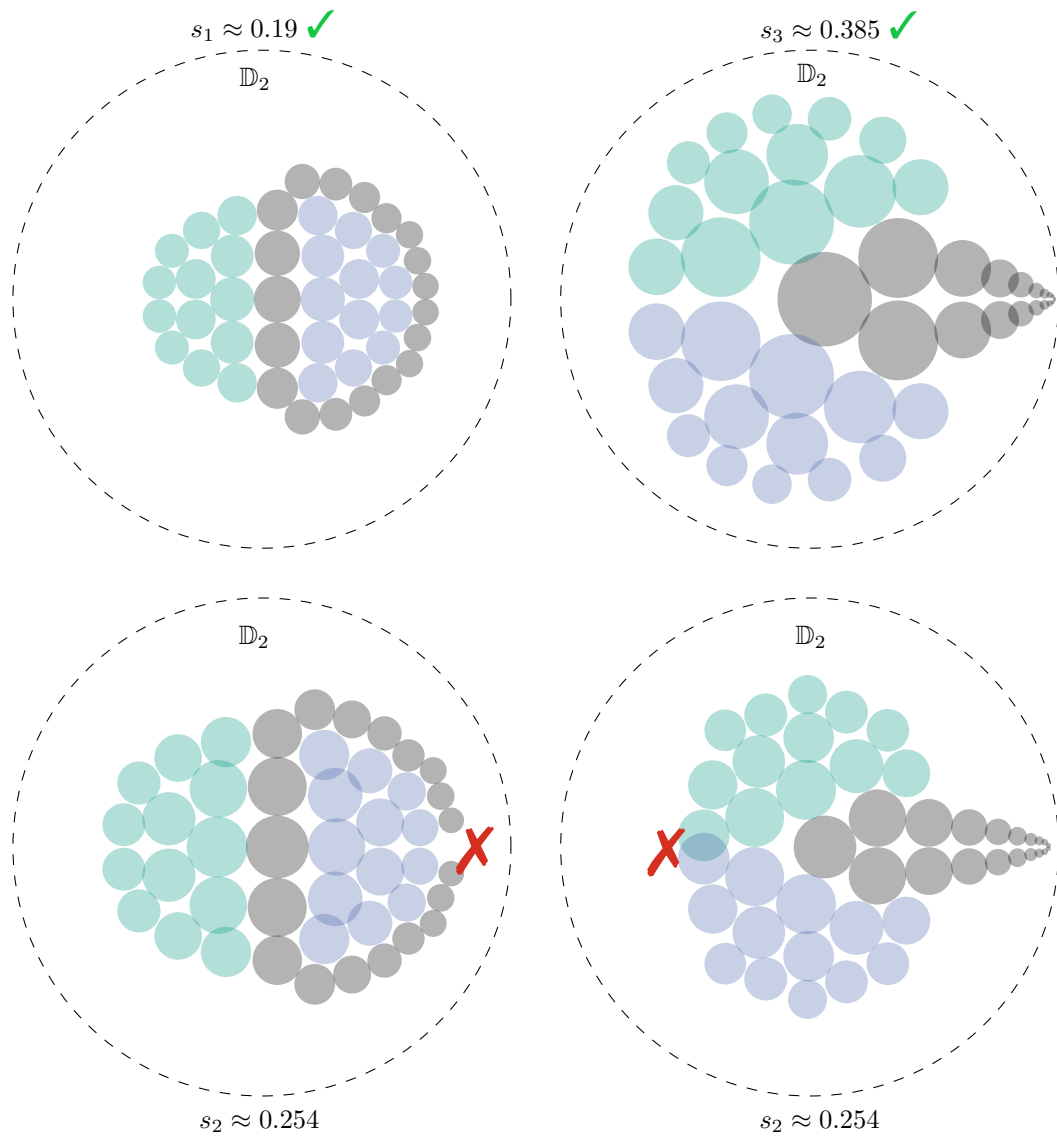 s₁ ≈ 0.19 ✓
𝔻₂
s₃ ≈ 0.385 ✓
𝔻₂
𝔻₂
✗
s₂ ≈ 0.254
𝔻₂
✗
s₂ ≈ 0.254